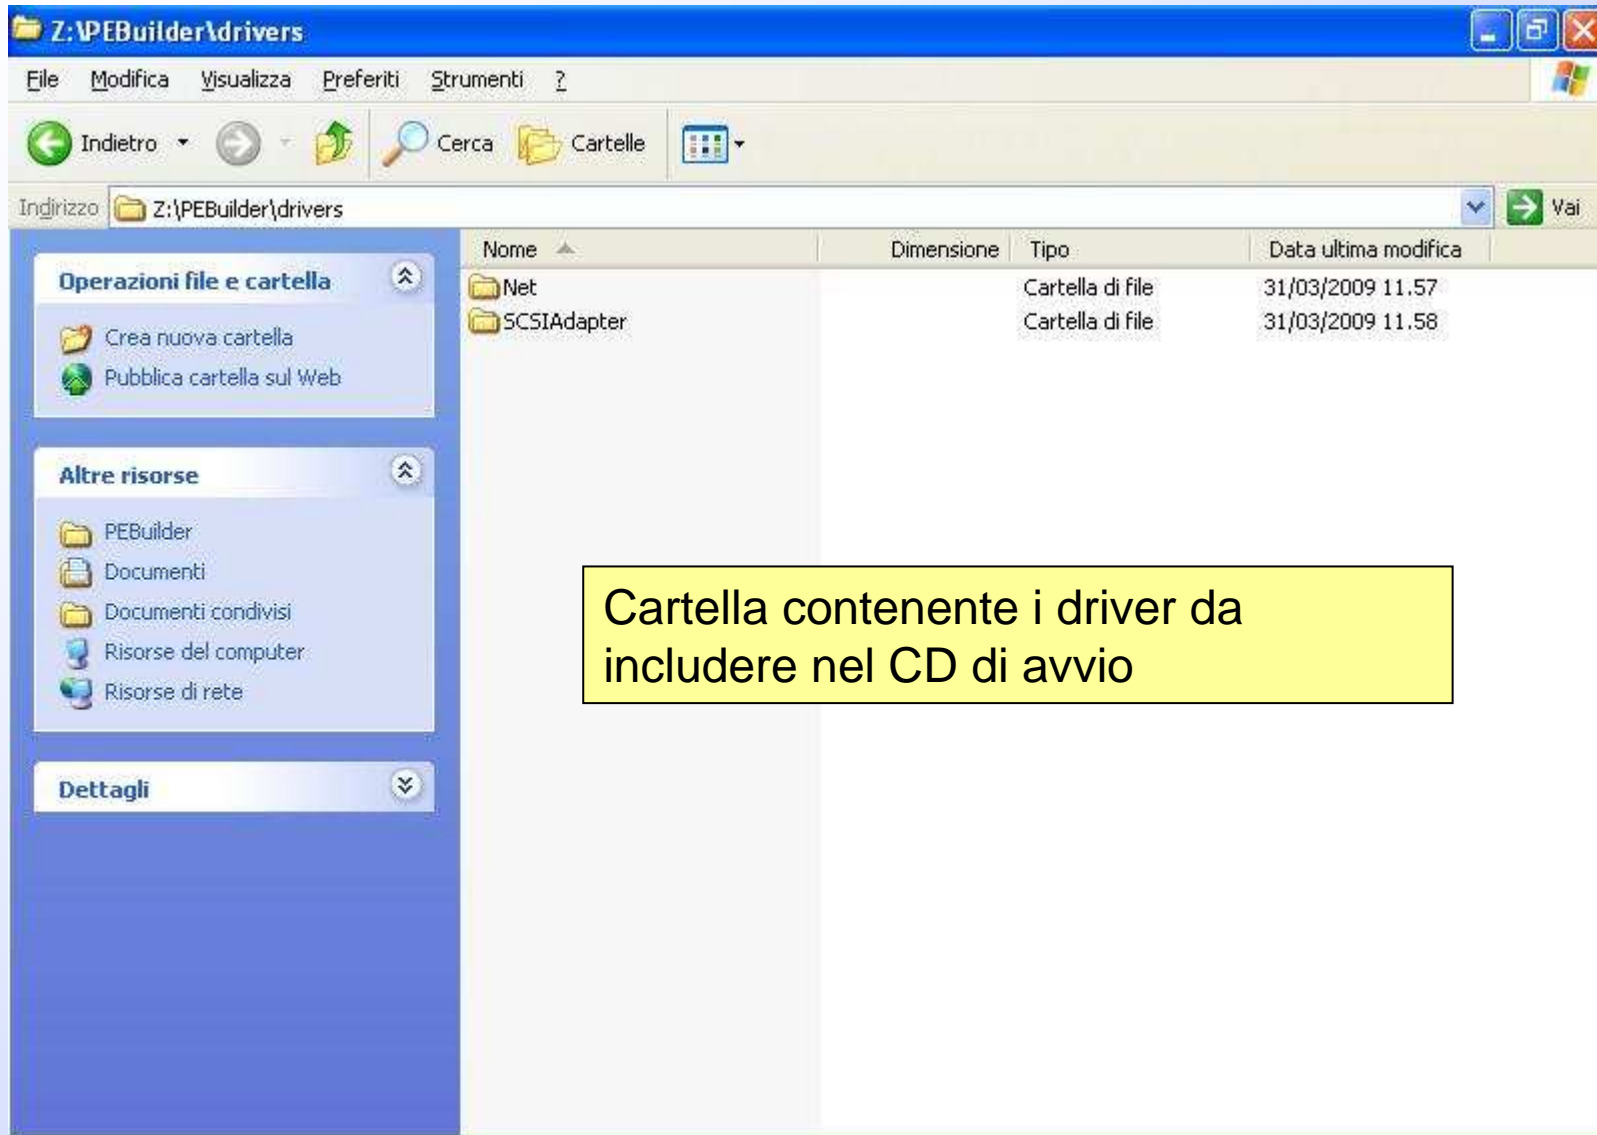 Z:\PEBuilder\drivers
File Modifica Visualizza Preferiti Strumenti ?
Indietro Cerca Cartelle
Indirizzo Z:\PEBuilder\drivers Vai
Nome Dimensione Tipo Data ultima modifica
Net Cartella di file 31/03/2009 11.57
SCSIAdapter Cartella di file 31/03/2009 11.58
Operazioni file e cartella
Crea nuova cartella
Pubblica cartella sul Web
Altre risorse
PEBuilder
Documenti
Documenti condivisi
Risorse del computer
Risorse di rete
Dettagli
Cartella contenente i driver da
includere nel CD di avvio